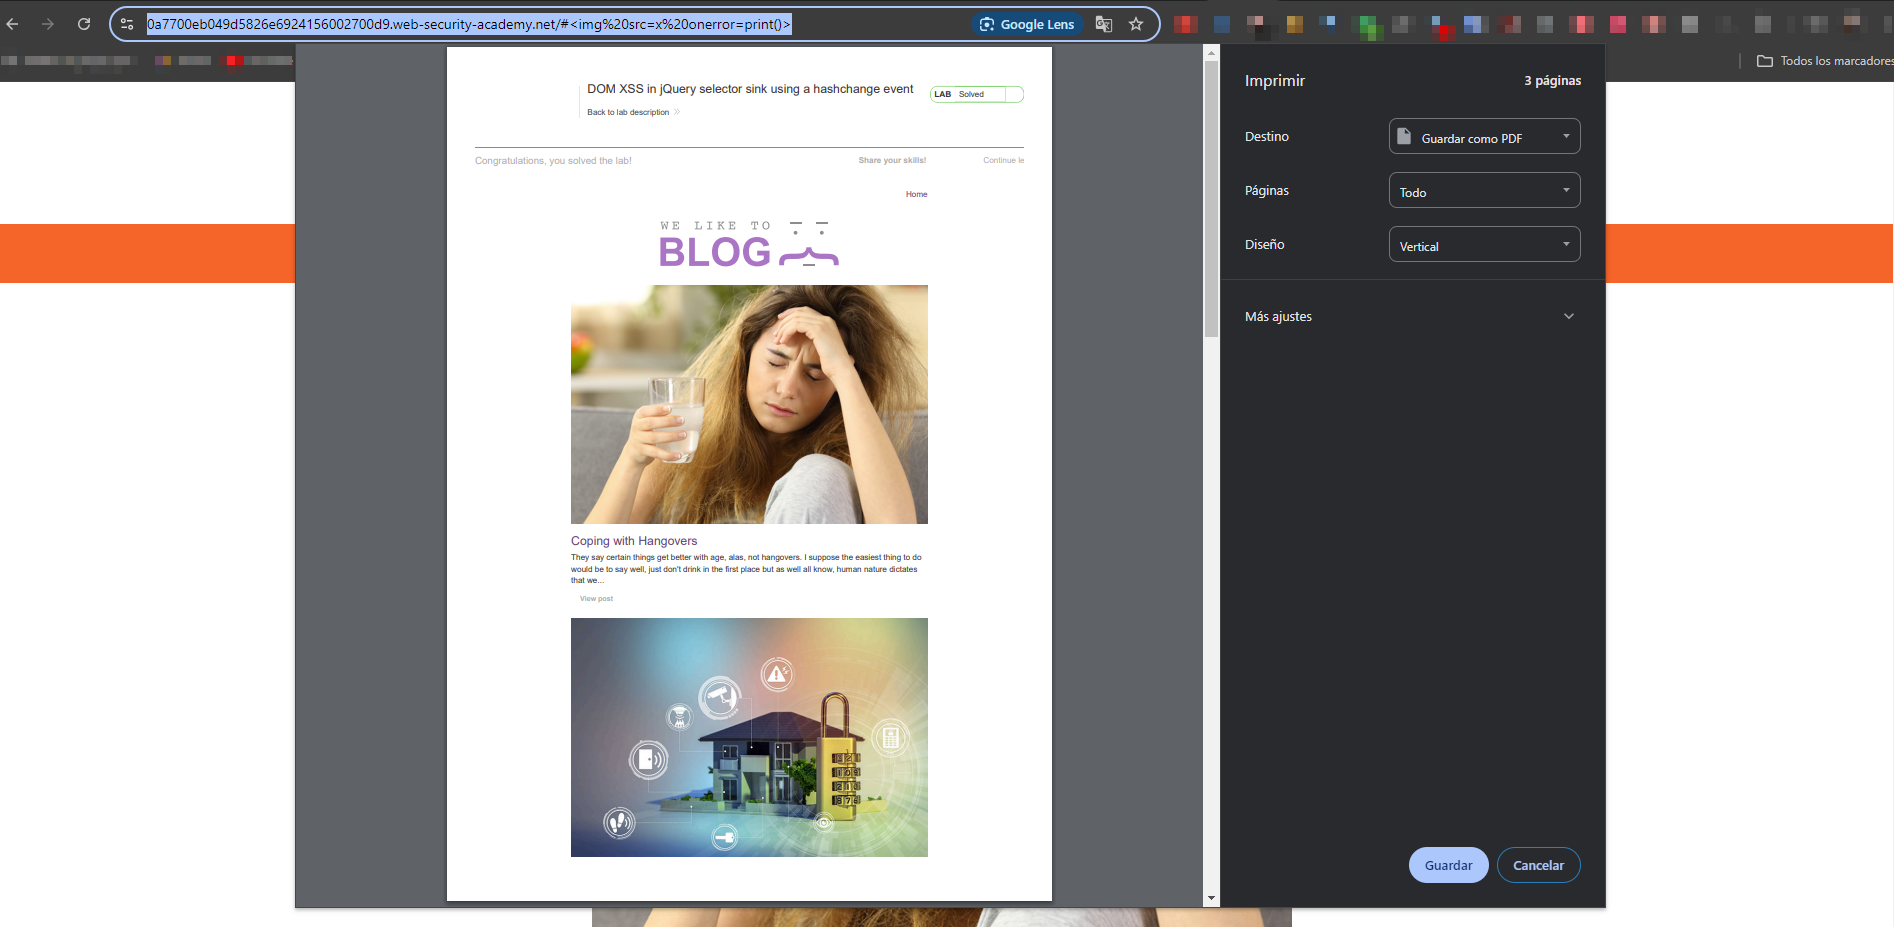 0a7700eb049d5826e6924156002700d9.web-security-academy.net/#<img%20src=x%20onerror=print()>
Google Lens
Todos los marcadores
DOM XSS in jQuery selector sink using a hashchange event
LAB Solved
Back to lab description
Congratulations, you solved the lab!
Share your skills!
Continue le
Home
WE LIKE TO
BLOG
Coping with Hangovers
They say certain things get better with age, alas, not hangovers. I suppose the easiest thing to do
would be to say well, just don't drink in the first place but as well all know, human nature dictates
that we...
View post
Imprimir
3 páginas
Destino
Guardar como PDF
Páginas
Todo
Diseño
Vertical
Más ajustes
Guardar
Cancelar